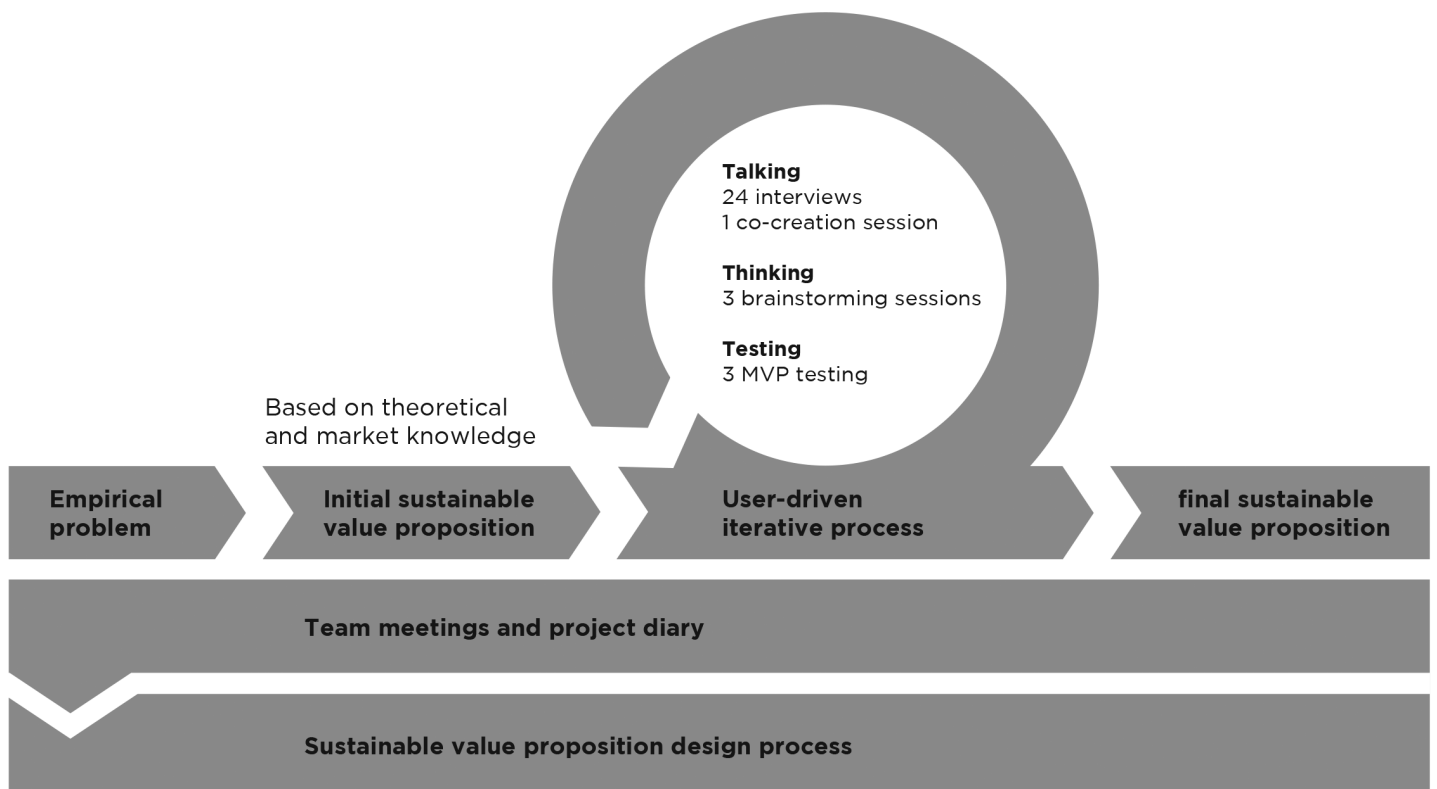 Talking
24 interviews
1 co-creation session
Thinking
3 brainstorming sessions
Testing
3 MVP testing
Based on theoretical
and market knowledge
Empirical
problem
Initial sustainable
value proposition
User-driven
iterative process
final sustainable
value proposition
Team meetings and project diary
Sustainable value proposition design process